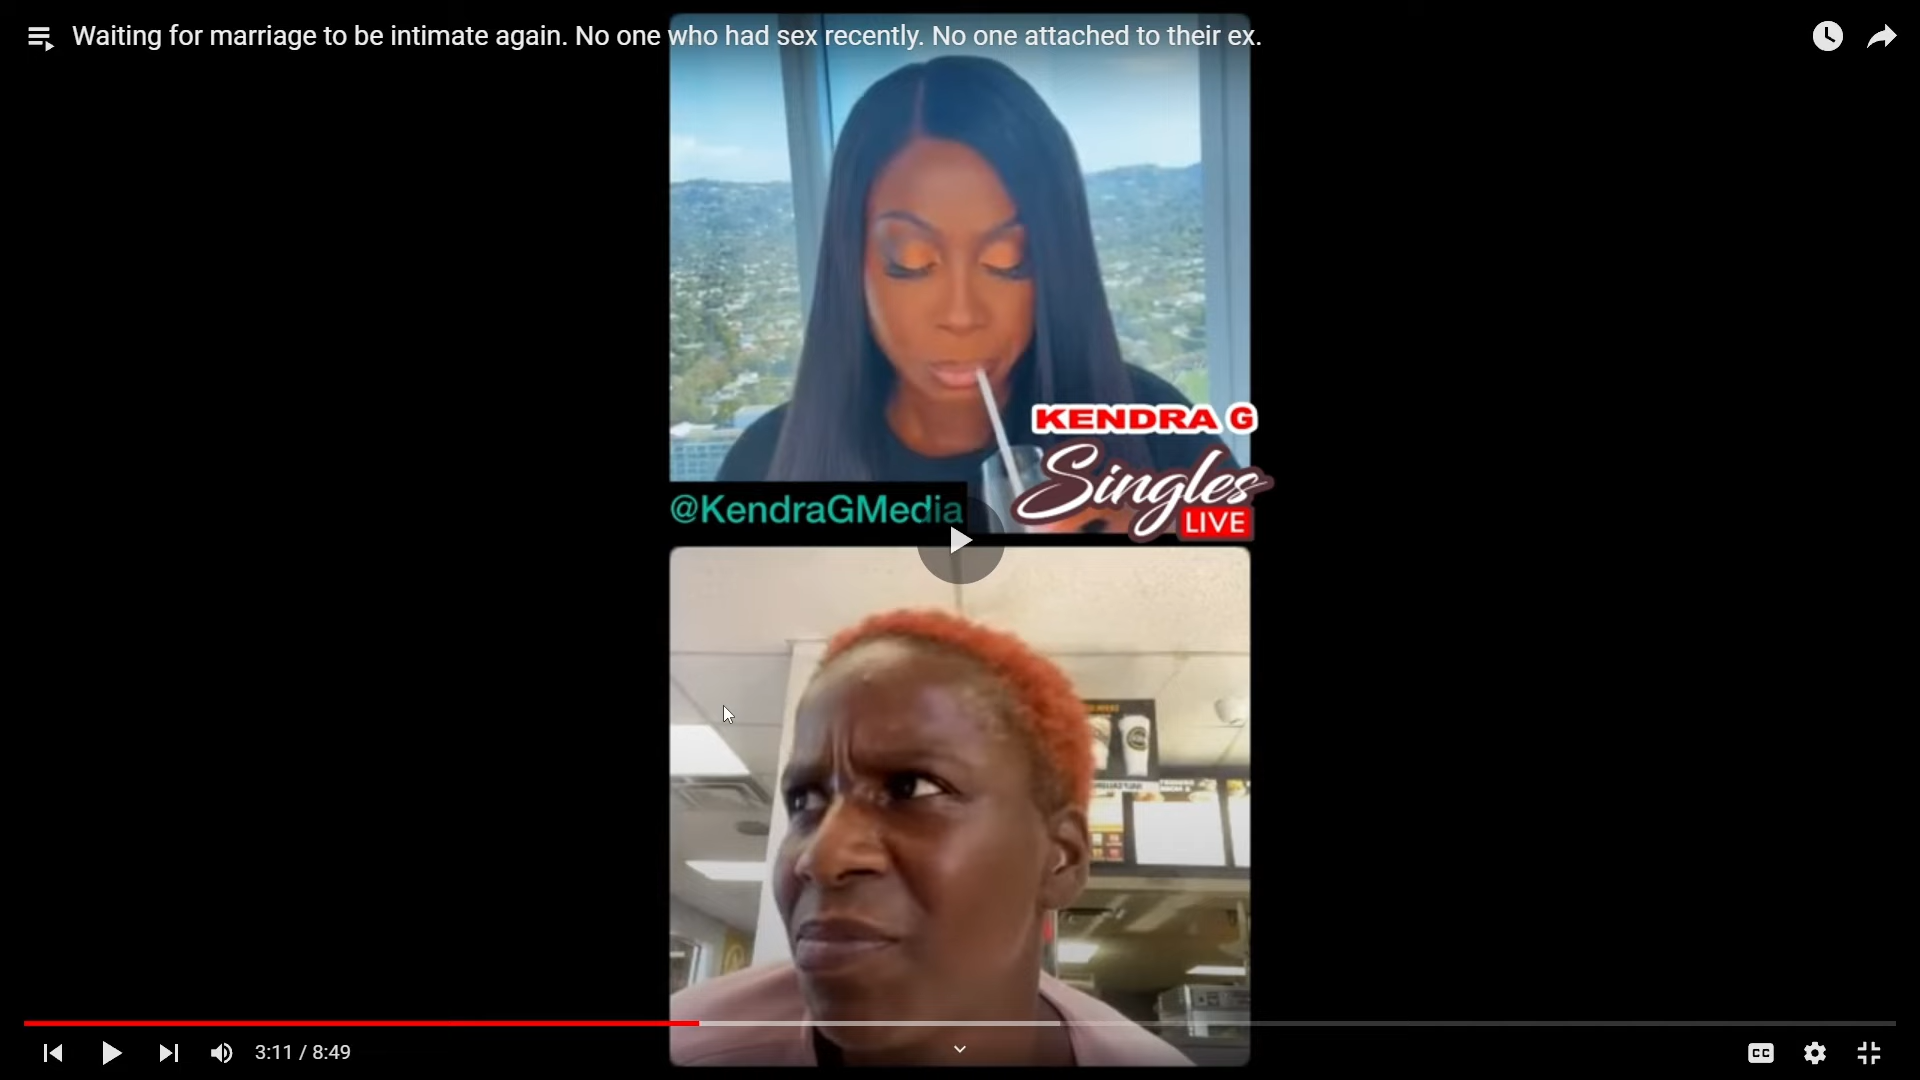 Waiting for marriage to be intimate again. No one who had sex recently. No one attached to their ex.
KENDRA G
Singles
LIVE
@KendraGMedia
3:11 / 8:49
CC